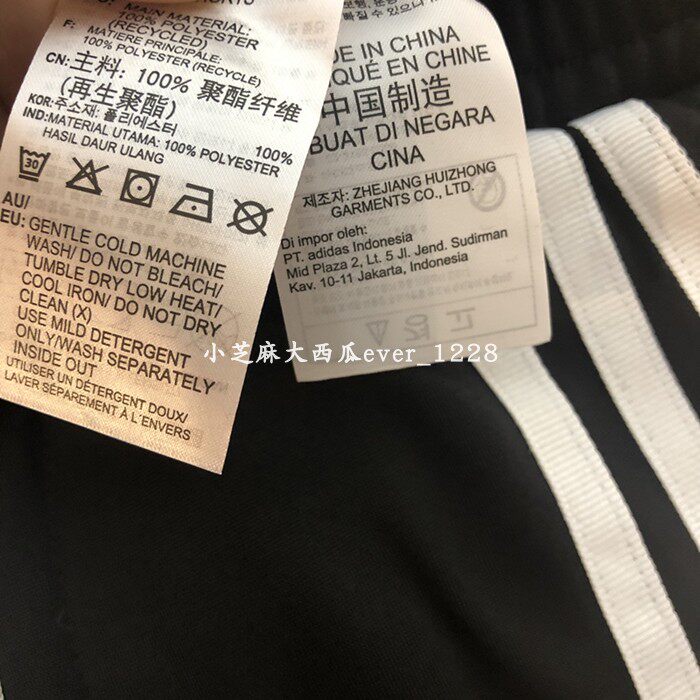 MAIN MATERIAL:
100% POLYESTER
(RECYCLED)
F: MATIERE PRINCIPALE:
100% POLYESTER (RECYCLÉ)
CN: 主料: 100% 聚酯纤维
(再生聚酯)
KOR: 주소재: 폴리에스터 100%
IND: MATERIAL UTAMA: 100% POLYESTER
HASIL DAUR ULANG
30
AU/
EU: GENTLE COLD MACHINE
WASH/ DO NOT BLEACH/
TUMBLE DRY LOW HEAT/
COOL IRON/ DO NOT DRY
CLEAN (X)
USE MILD DETERGENT
ONLY/WASH SEPARATELY
INSIDE OUT
UTILISER UN DÉTERGENT DOUX/
LAVER SÉPARÉMENT À L'ENVERS
DE IN CHINA
QUÉ EN CHINE
中国制造
BUAT DI NEGARA
CINA
제조자: ZHEJIANG HUIZHONG
GARMENTS CO., LTD.
Di impor oleh:
PT. adidas Indonesia
Mid Plaza 2, Lt. 5 Jl. Jend. Sudirman
Kav. 10-11 Jakarta, Indonesia
小芝麻大西瓜ever_1228